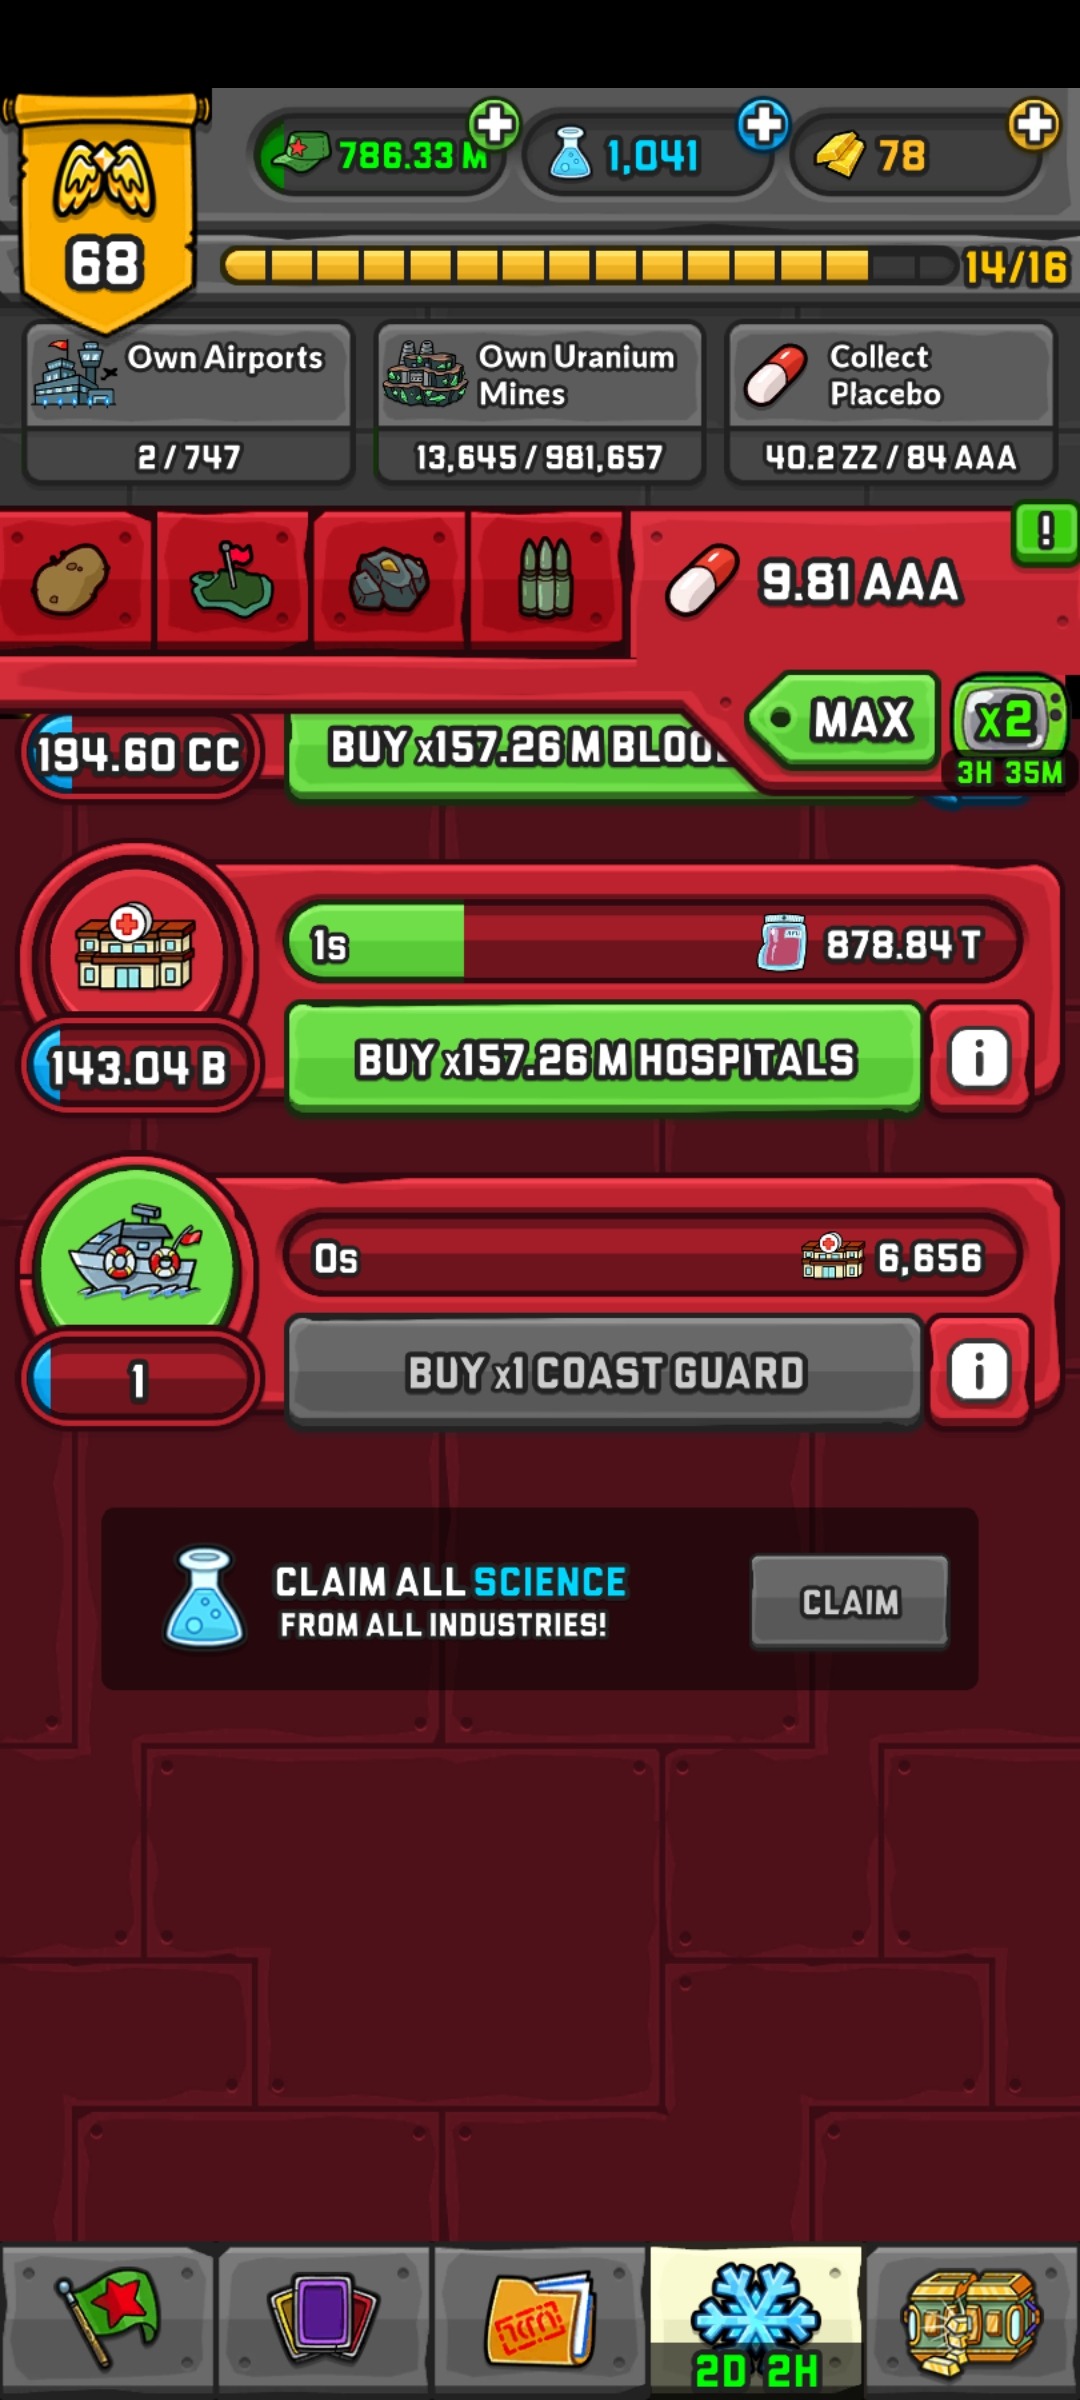 786.33 M
1,041
78
68
14/16
Own Airports
2 / 747
Own Uranium
Mines
13,645 / 981,657
Collect
Placebo
40.2 ZZ / 84 AAA
!
9.81 AAA
MAX
x2
3H 35M
194.60 CC
BUY x157.26 M
1s
878.84 T
143.04 B
BUY x157.26 M HOSPITALS
i
0s
6,656
1
BUY x1 COAST GUARD
i
CLAIM ALL SCIENCE
FROM ALL INDUSTRIES!
CLAIM
2D 2H